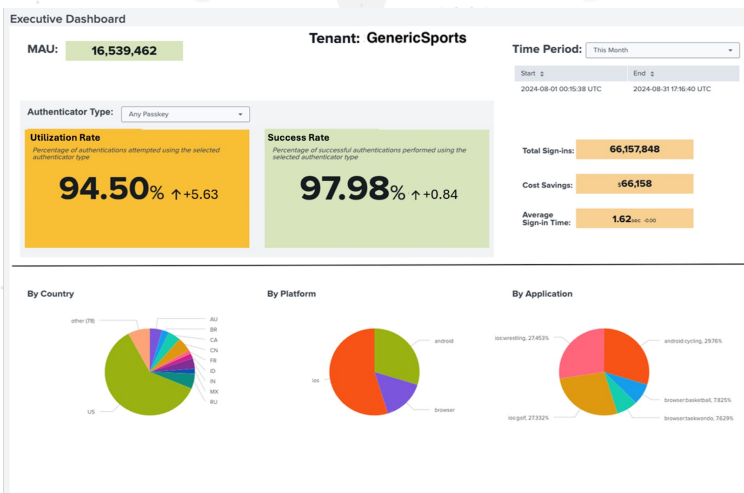 Executive Dashboard
MAU:
16,539,462
Tenant: GenericSports
Time Period:
This Month
Start
End
2024-08-01 00:15:38 UTC
2024-08-31 17:16:40 UTC
Authenticator Type:
Any Passkey
Utilization Rate
Percentage of authentications attempted using the selected
authenticator type
94.50% ↑+5.63
Success Rate
Percentage of successful authentications performed using the
selected authenticator type
97.98% ↑+0.84
Total Sign-ins:
66,157,848
Cost Savings:
$66,158
Average
Sign-in Time:
1.62sec -0.00
By Country
other (78)
AU
BR
CA
CN
FR
ID
IN
MX
RU
US
By Platform
android
ios
browser
By Application
ios:wrestling, 27.453%
android:cycling, 29.76%
browser:basketball, 7.825%
browser:taekwondo, 7.629%
ios:golf, 27.332%